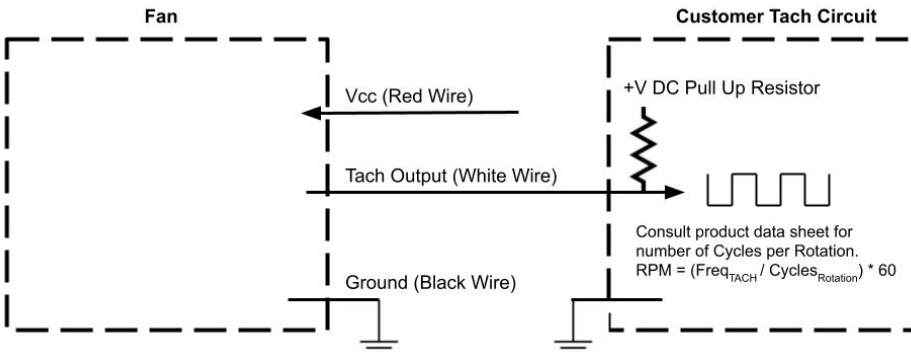 Fan
Customer Tach Circuit
Vcc (Red Wire)
+V DC Pull Up Resistor
Tach Output (White Wire)
Consult product data sheet for
number of Cycles per Rotation.
RPM = (FreqTACH / CyclesRotation) * 60
Ground (Black Wire)